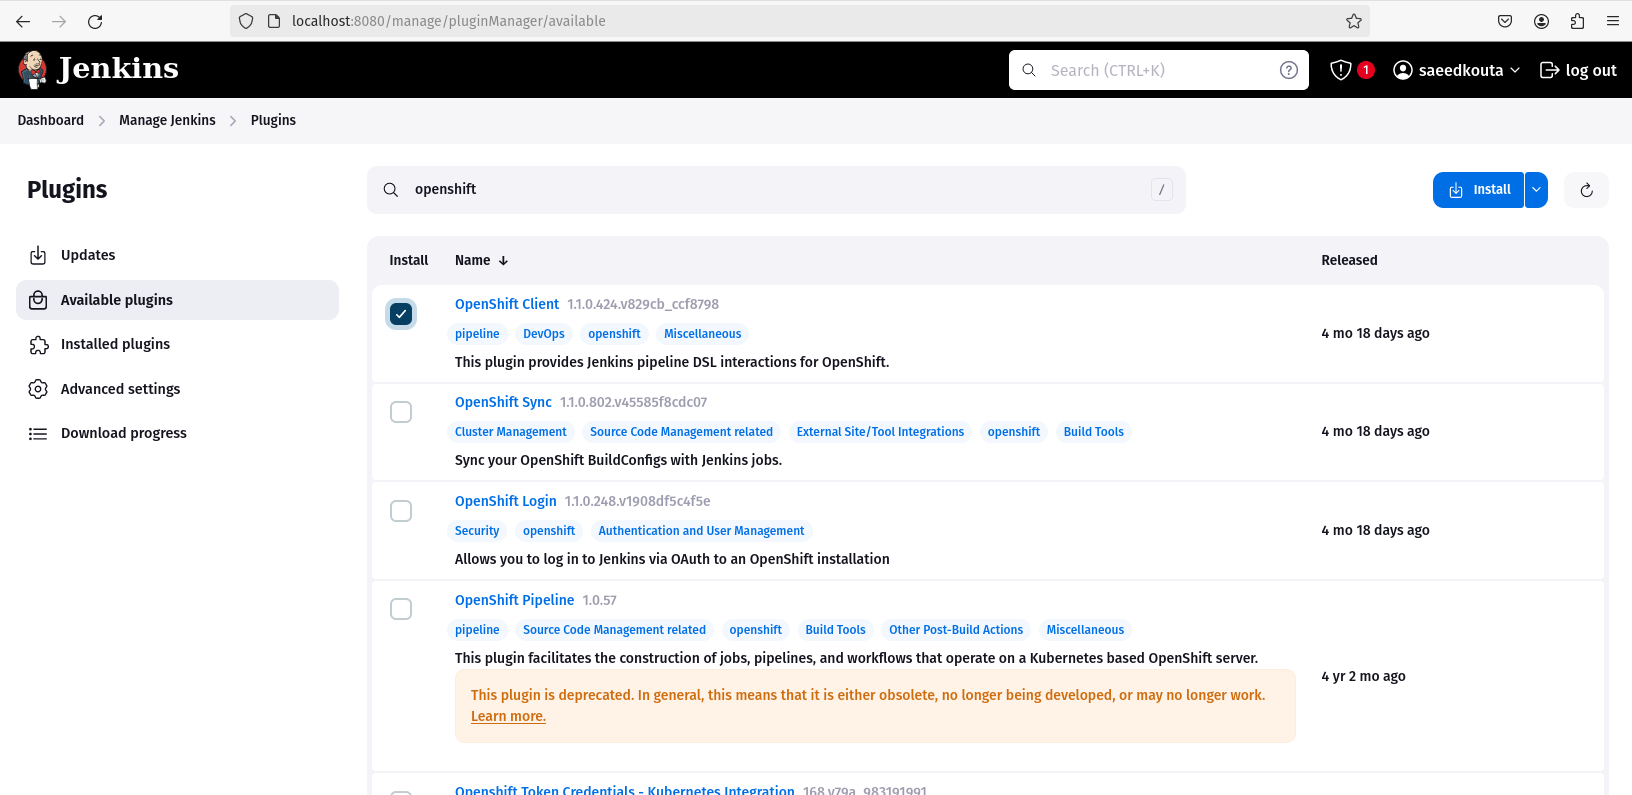 localhost:8080/manage/pluginManager/available
Jenkins
Search (CTRL+K)
?
1
saeedkouta
log out
Dashboard
Manage Jenkins
Plugins
Plugins
openshift
/
Install
Updates
Available plugins
Installed plugins
Advanced settings
Download progress
Install Name ↓ Released
OpenShift Client 1.1.0.424.v829cb_ccf8798
pipeline DevOps openshift Miscellaneous
4 mo 18 days ago
This plugin provides Jenkins pipeline DSL interactions for OpenShift.
OpenShift Sync 1.1.0.802.v45585f8cdc07
Cluster Management Source Code Management related External Site/Tool Integrations openshift Build Tools
4 mo 18 days ago
Sync your OpenShift BuildConfigs with Jenkins jobs.
OpenShift Login 1.1.0.248.v1908df5c4f5e
Security openshift Authentication and User Management
4 mo 18 days ago
Allows you to log in to Jenkins via OAuth to an OpenShift installation
OpenShift Pipeline 1.0.57
pipeline Source Code Management related openshift Build Tools Other Post-Build Actions Miscellaneous
This plugin facilitates the construction of jobs, pipelines, and workflows that operate on a Kubernetes based OpenShift server.
4 yr 2 mo ago
This plugin is deprecated. In general, this means that it is either obsolete, no longer being developed, or may no longer work.
Learn more.
Openshift Token Credentials - Kubernetes Integration 168.v79a_983191991